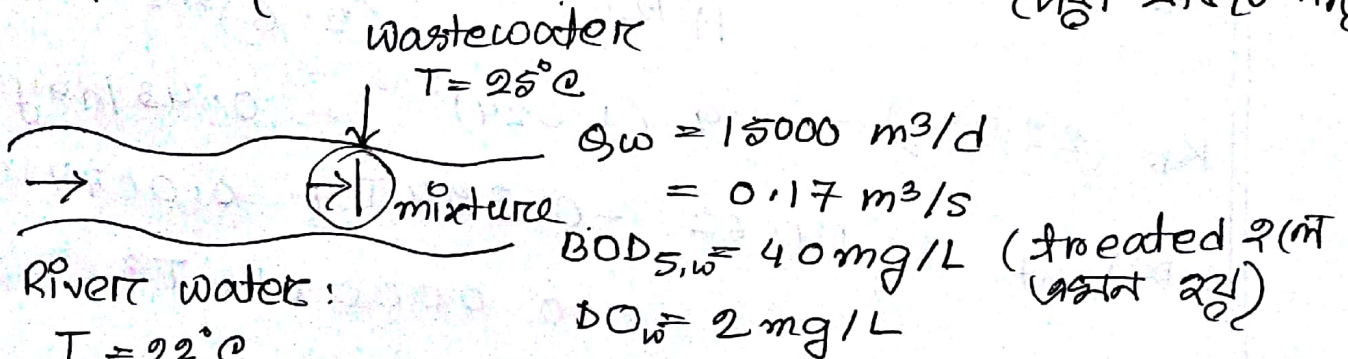 wastewater
T = 25°C
Qw = 15000 m3/d
= 0.17 m3/s
mixture
BOD5,w = 40mg/L (treated হলে
এমন হয়)
River water:
DOw = 2 mg/L
T = 22°C